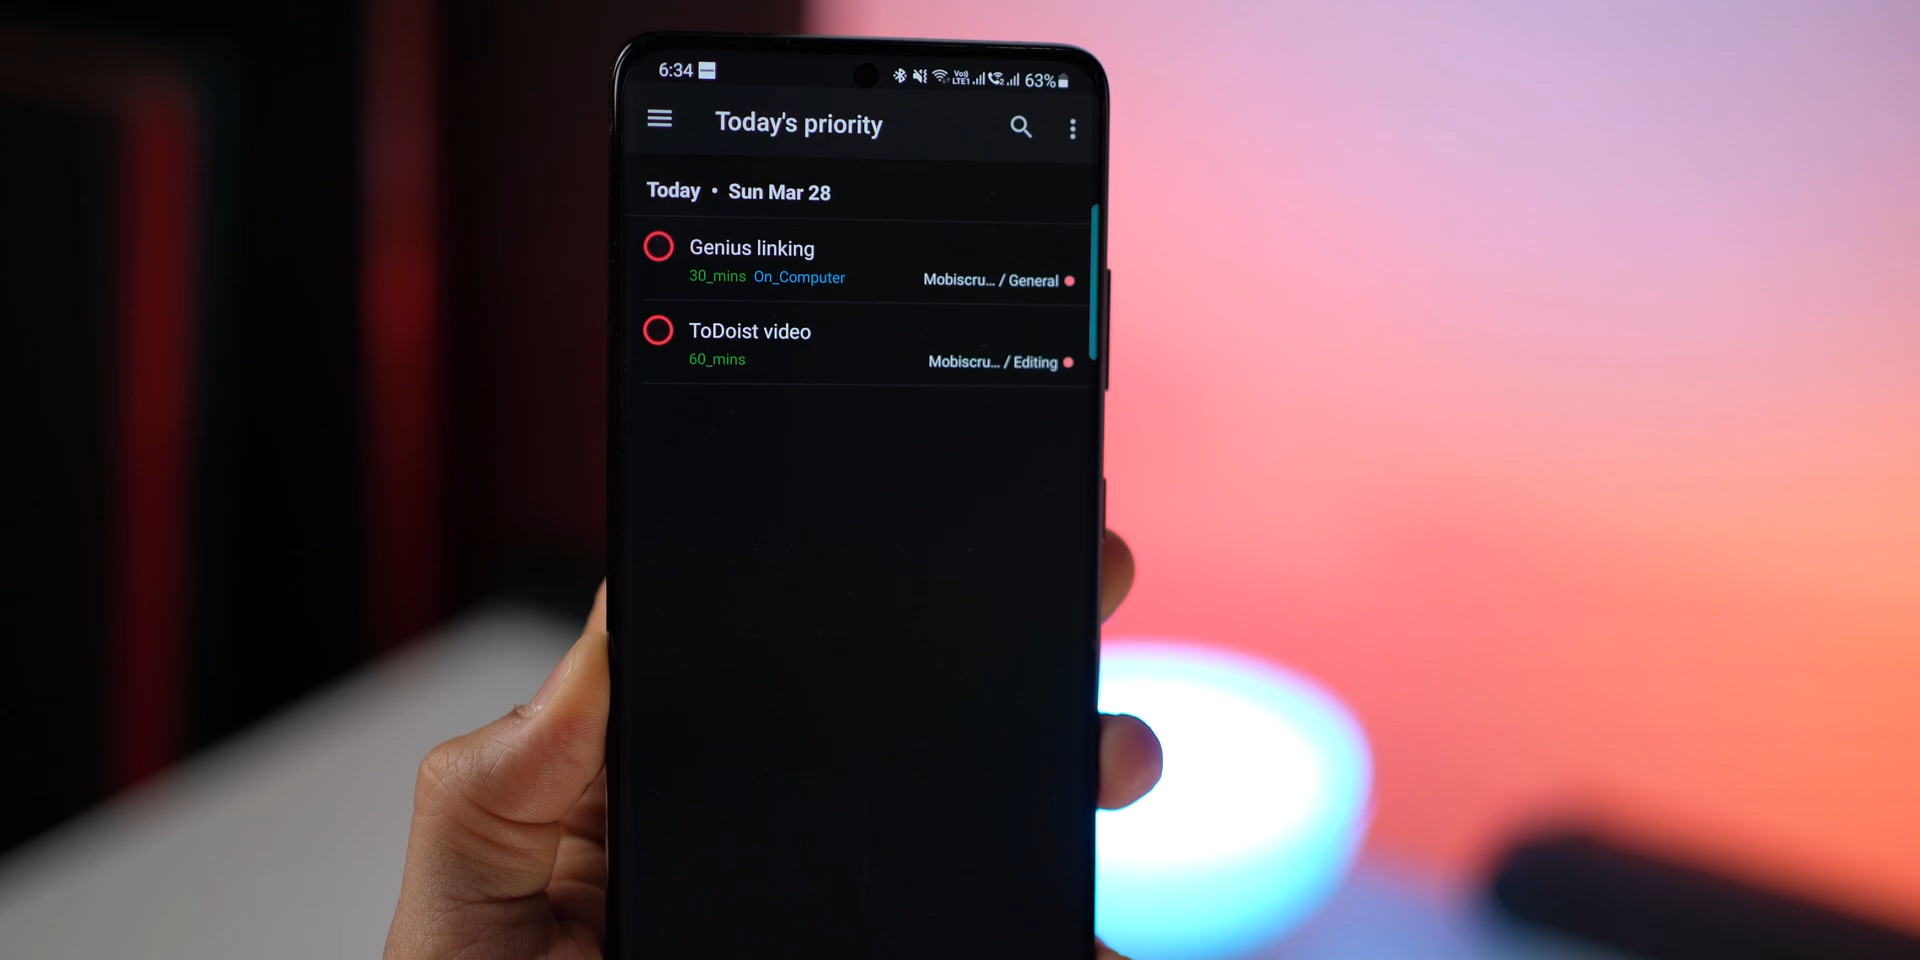 6:34 63%
Today's priority
Today • Sun Mar 28
Genius linking
30_mins On_Computer Mobiscru... / General
ToDoist video
60_mins Mobiscru... / Editing